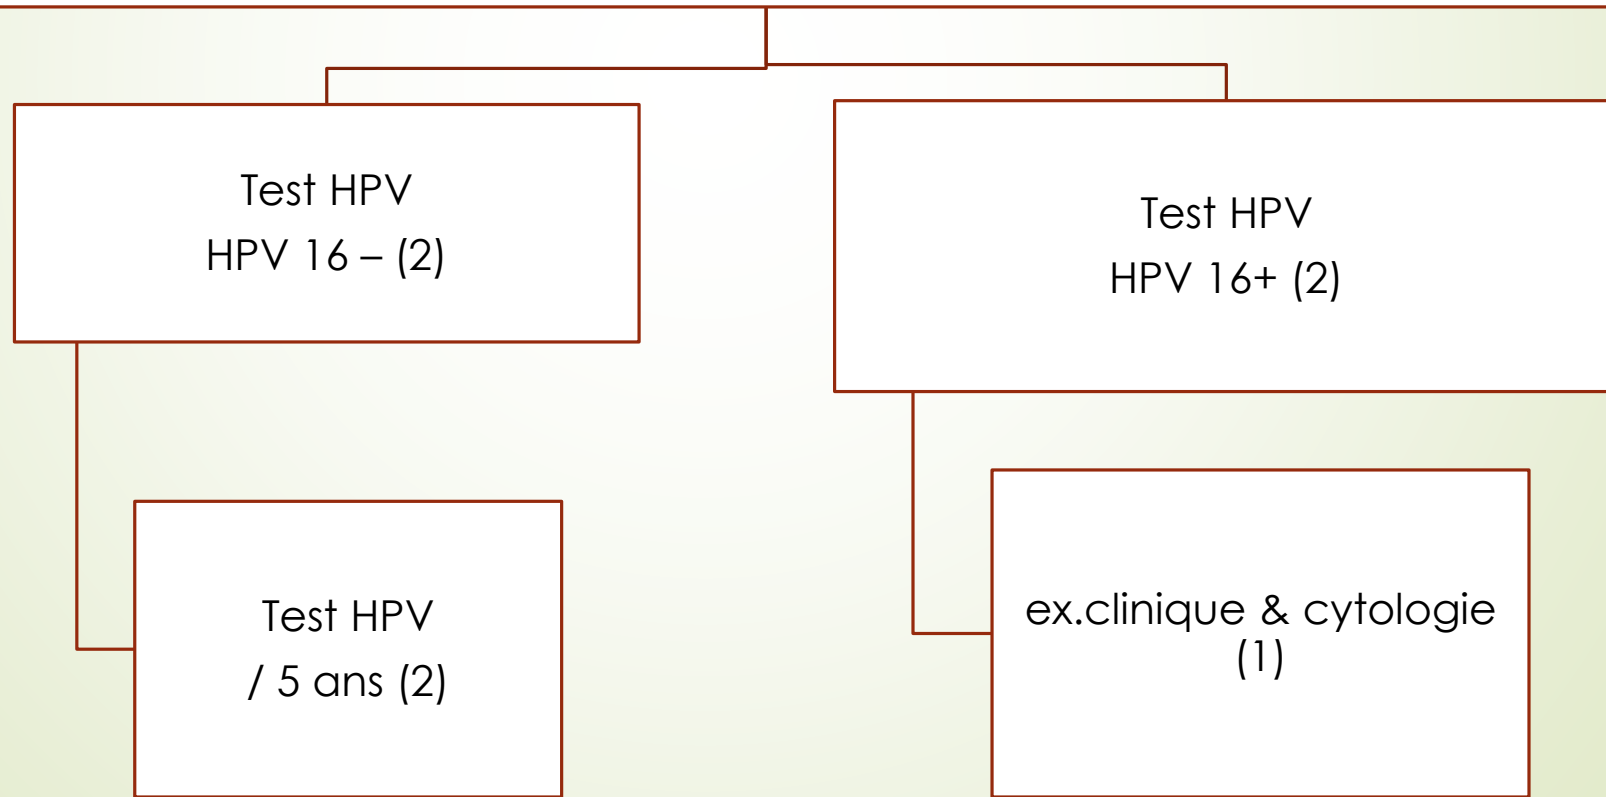 Test HPV
HPV 16 – (2)
Test HPV
HPV 16+ (2)
Test HPV
/ 5 ans (2)
ex.clinique & cytologie
(1)